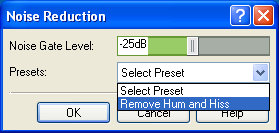 Noise Reduction
Noise Gate Level: -25dB
Presets: Select Preset
Select Preset
Remove Hum and Hiss
OK Cancel Help